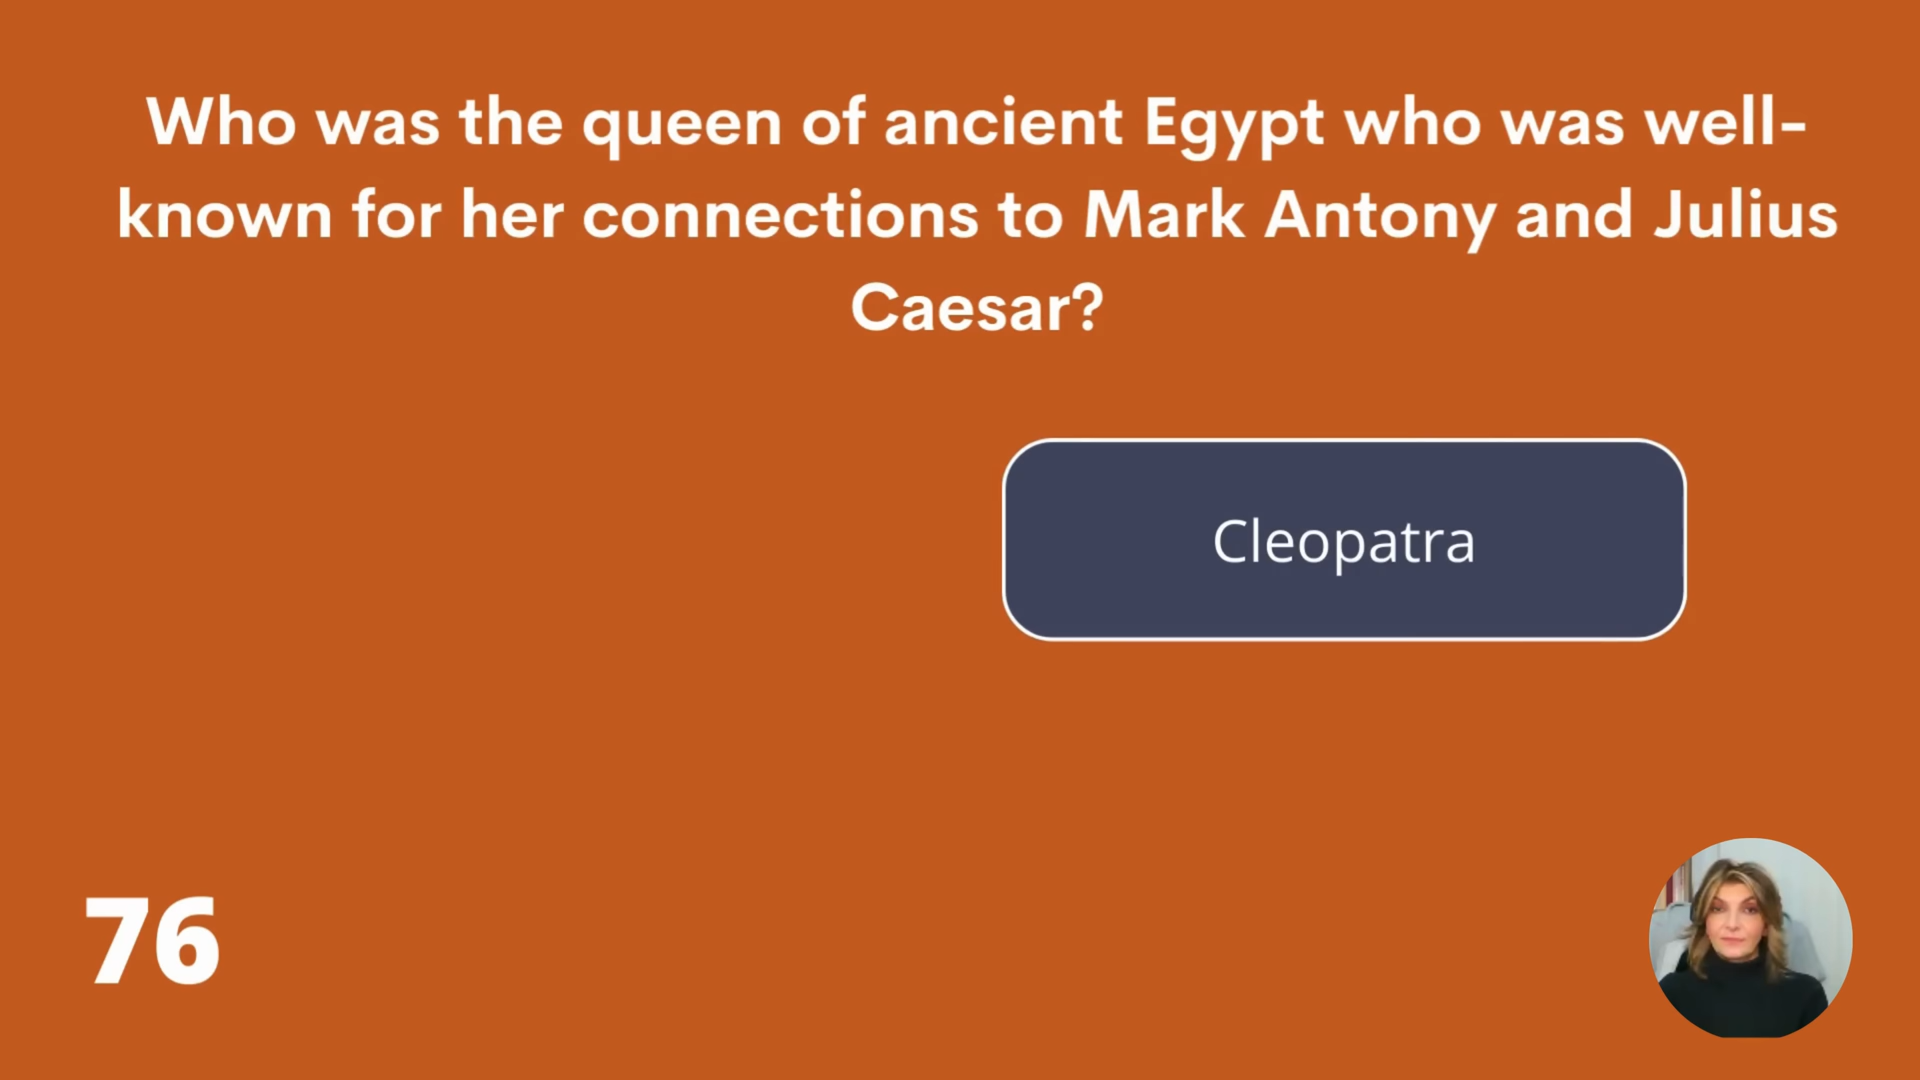 Who was the queen of ancient Egypt who was well-
known for her connections to Mark Antony and Julius
Caesar?
Cleopatra
76